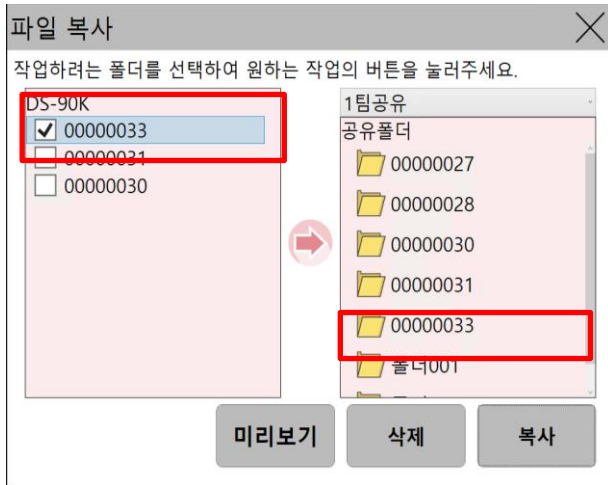 파일 복사
작업하려는 폴더를 선택하여 원하는 작업의 버튼을 눌러주세요.
DS-90K
00000033
00000031
00000030
1팀공유
공유폴더
00000027
00000028
00000030
00000031
00000033
폴더001
미리보기
삭제
복사